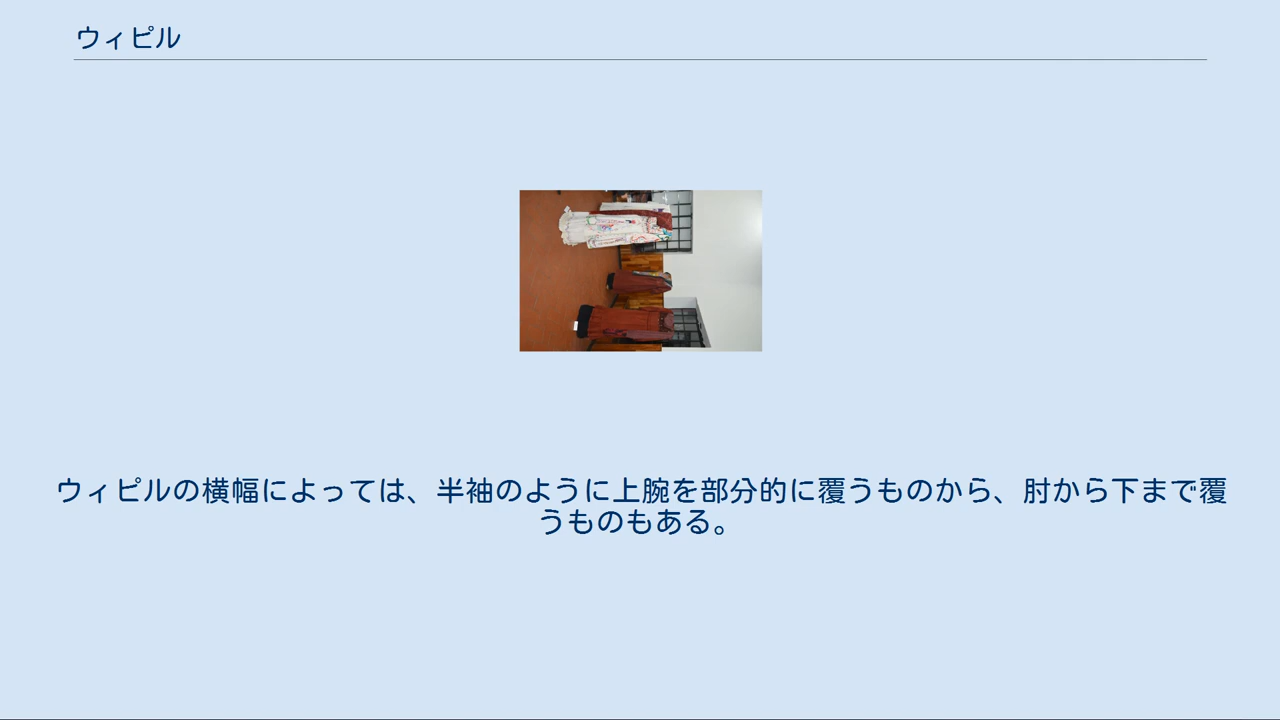 ウィピル
ウィピルの横幅によっては、半袖のように上腕を部分的に覆うものから、肘から下まで覆
うものもある。